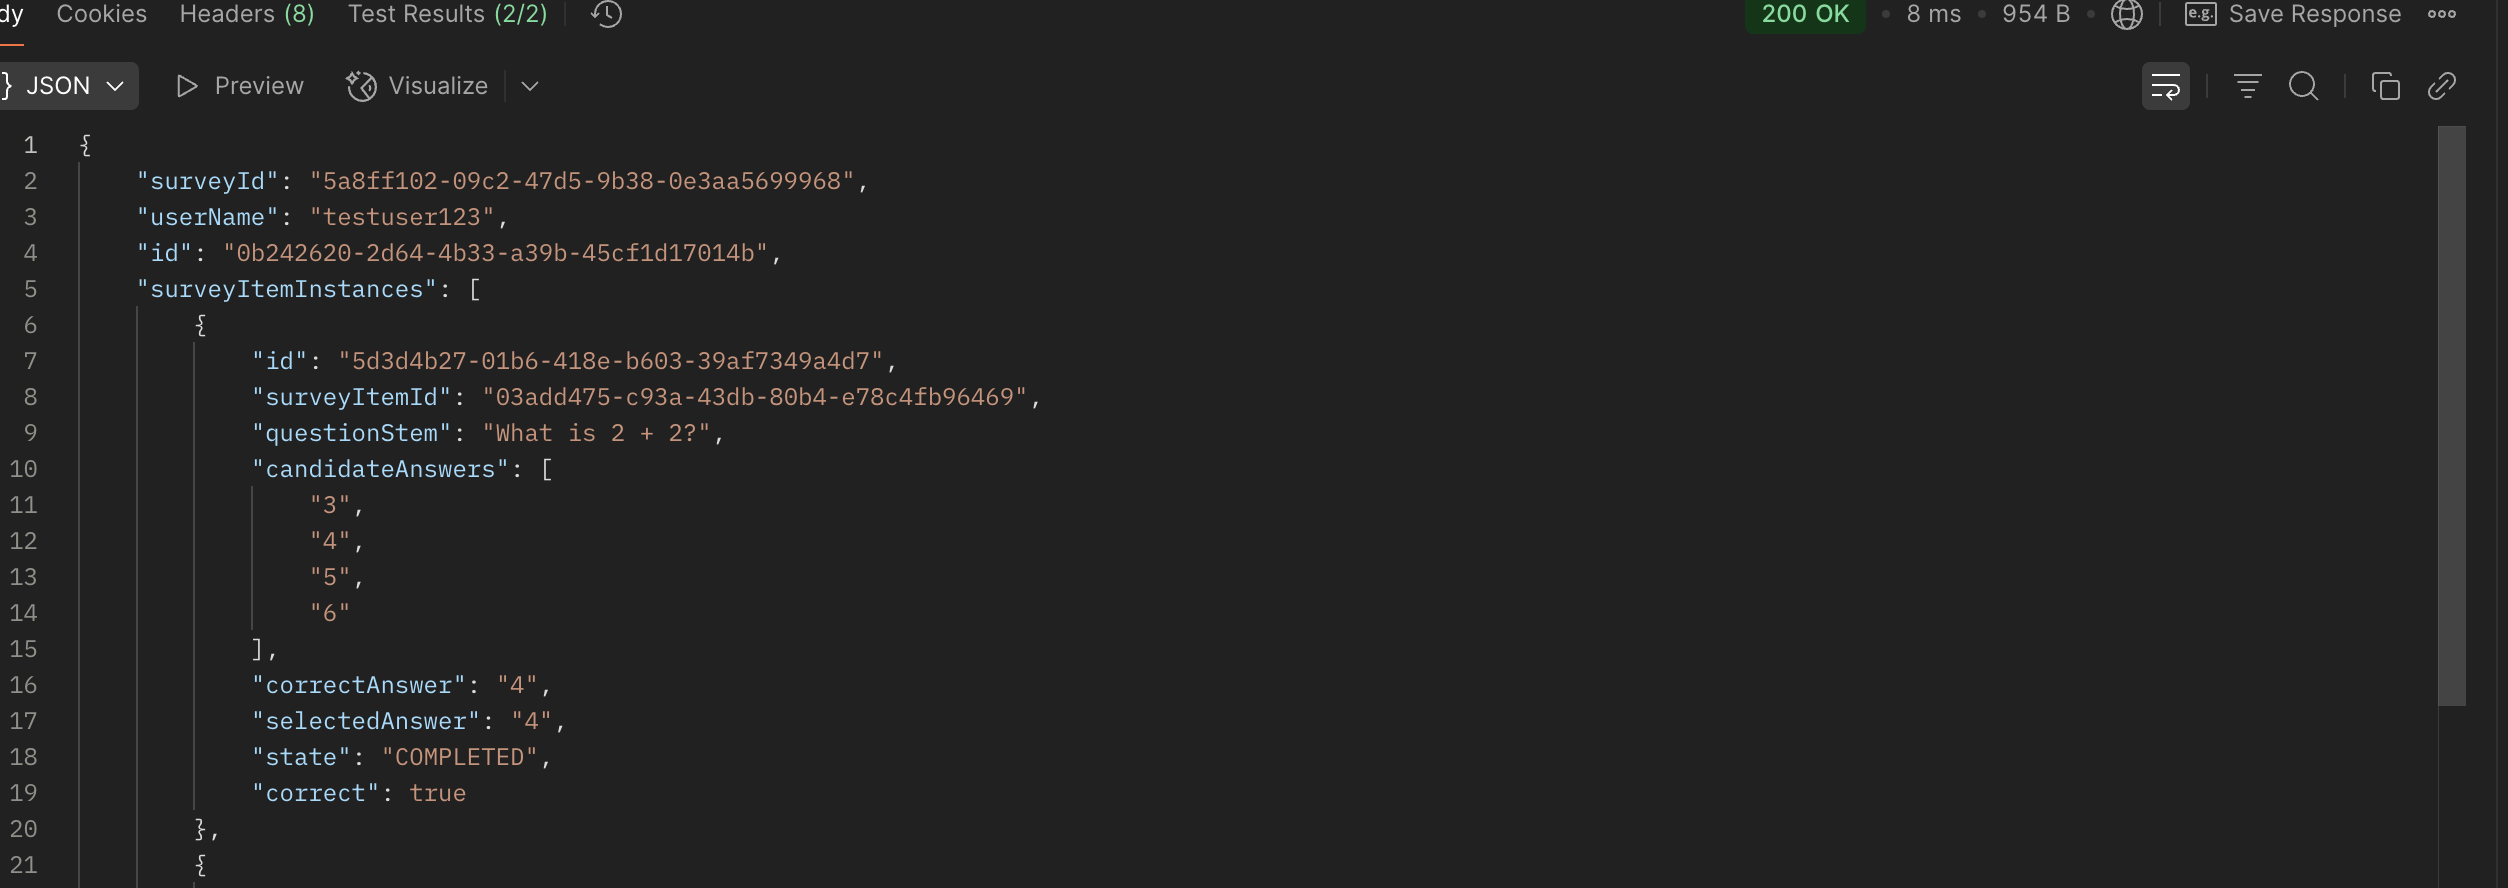 dy Cookies Headers (8) Test Results (2/2) 200 OK • 8 ms • 954 B • e.g. Save Response
} JSON Preview Visualize
1 {
2 "surveyId": "5a8ff102-09c2-47d5-9b38-0e3aa5699968",
3 "userName": "testuser123",
4 "id": "0b242620-2d64-4b33-a39b-45cf1d17014b",
5 "surveyItemInstances": [
6 {
7 "id": "5d3d4b27-01b6-418e-b603-39af7349a4d7",
8 "surveyItemId": "03add475-c93a-43db-80b4-e78c4fb96469",
9 "questionStem": "What is 2 + 2?",
10 "candidateAnswers": [
11 "3",
12 "4",
13 "5",
14 "6"
15 ],
16 "correctAnswer": "4",
17 "selectedAnswer": "4",
18 "state": "COMPLETED",
19 "correct": true
20 },
21 {